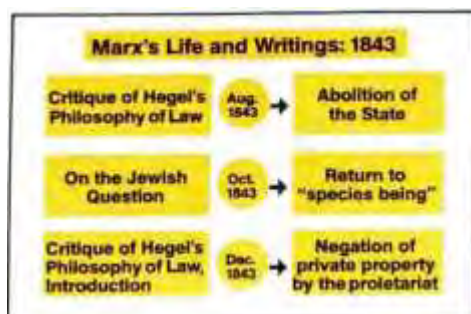 Marx's Life and Writings: 1843
Critique of Hegel's
Philosophy of Law
Aug.
1843
Abolition of
the State
On the Jewish
Question
Oct.
1843
Return to
"species being"
Critique of Hegel's
Philosophy of Law,
Introduction
Dec.
1843
Negation of
private property
by the proletariat